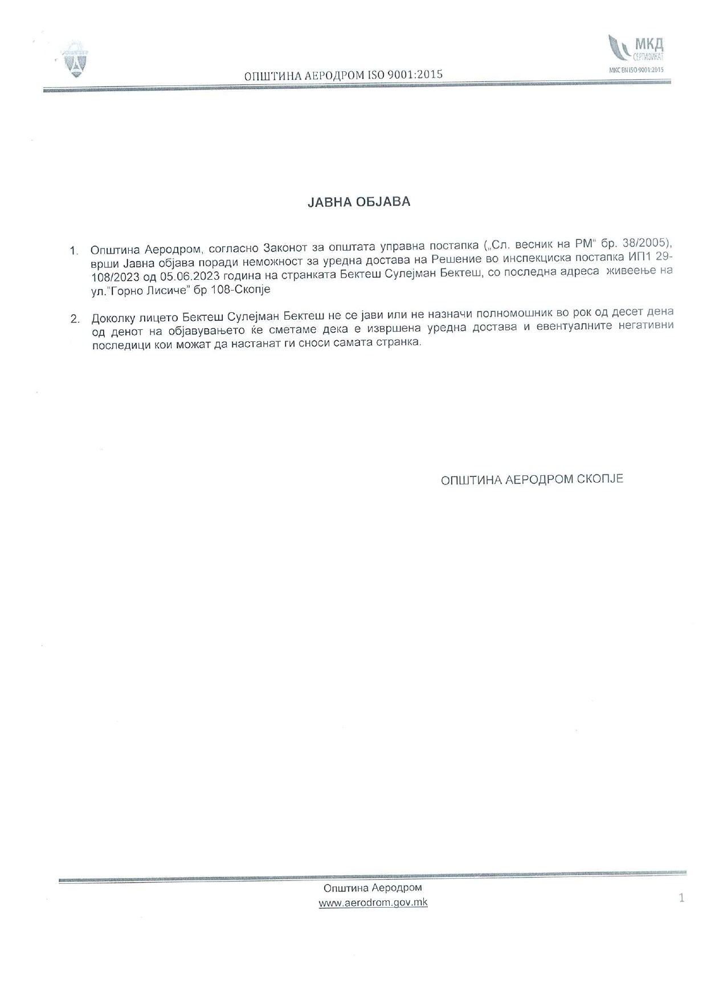 МКД
СЕРТИФИКАТ
МКС EN ISO 9001:2015
ОПШТИНА АЕРОДРОМ ISO 9001:2015
ЈАВНА ОБЈАВА
1. Општина Аеродром, согласно Законот за општата управна постапка („Сл. весник на РМ“ бр. 38/2005),
врши Јавна објава поради неможност за уредна достава на Решение во инспекциска постапка ИП1 29-
108/2023 од 05.06.2023 година на странката Бектеш Сулејман Бектеш, со последна адреса живеење на
ул."Горно Лисиче" бр 108-Скопје
2. Доколку лицето Бектеш Сулејман Бектеш не се јави или не назначи полномошник во рок од десет дена
од денот на објавувањето ќе сметаме дека е извршена уредна достава и евентуалните негативни
последици кои можат да настанат ги сноси самата странка.
ОПШТИНА АЕРОДРОМ СКОПЈЕ
Општина Аеродром
www.aerodrom.gov.mk
1